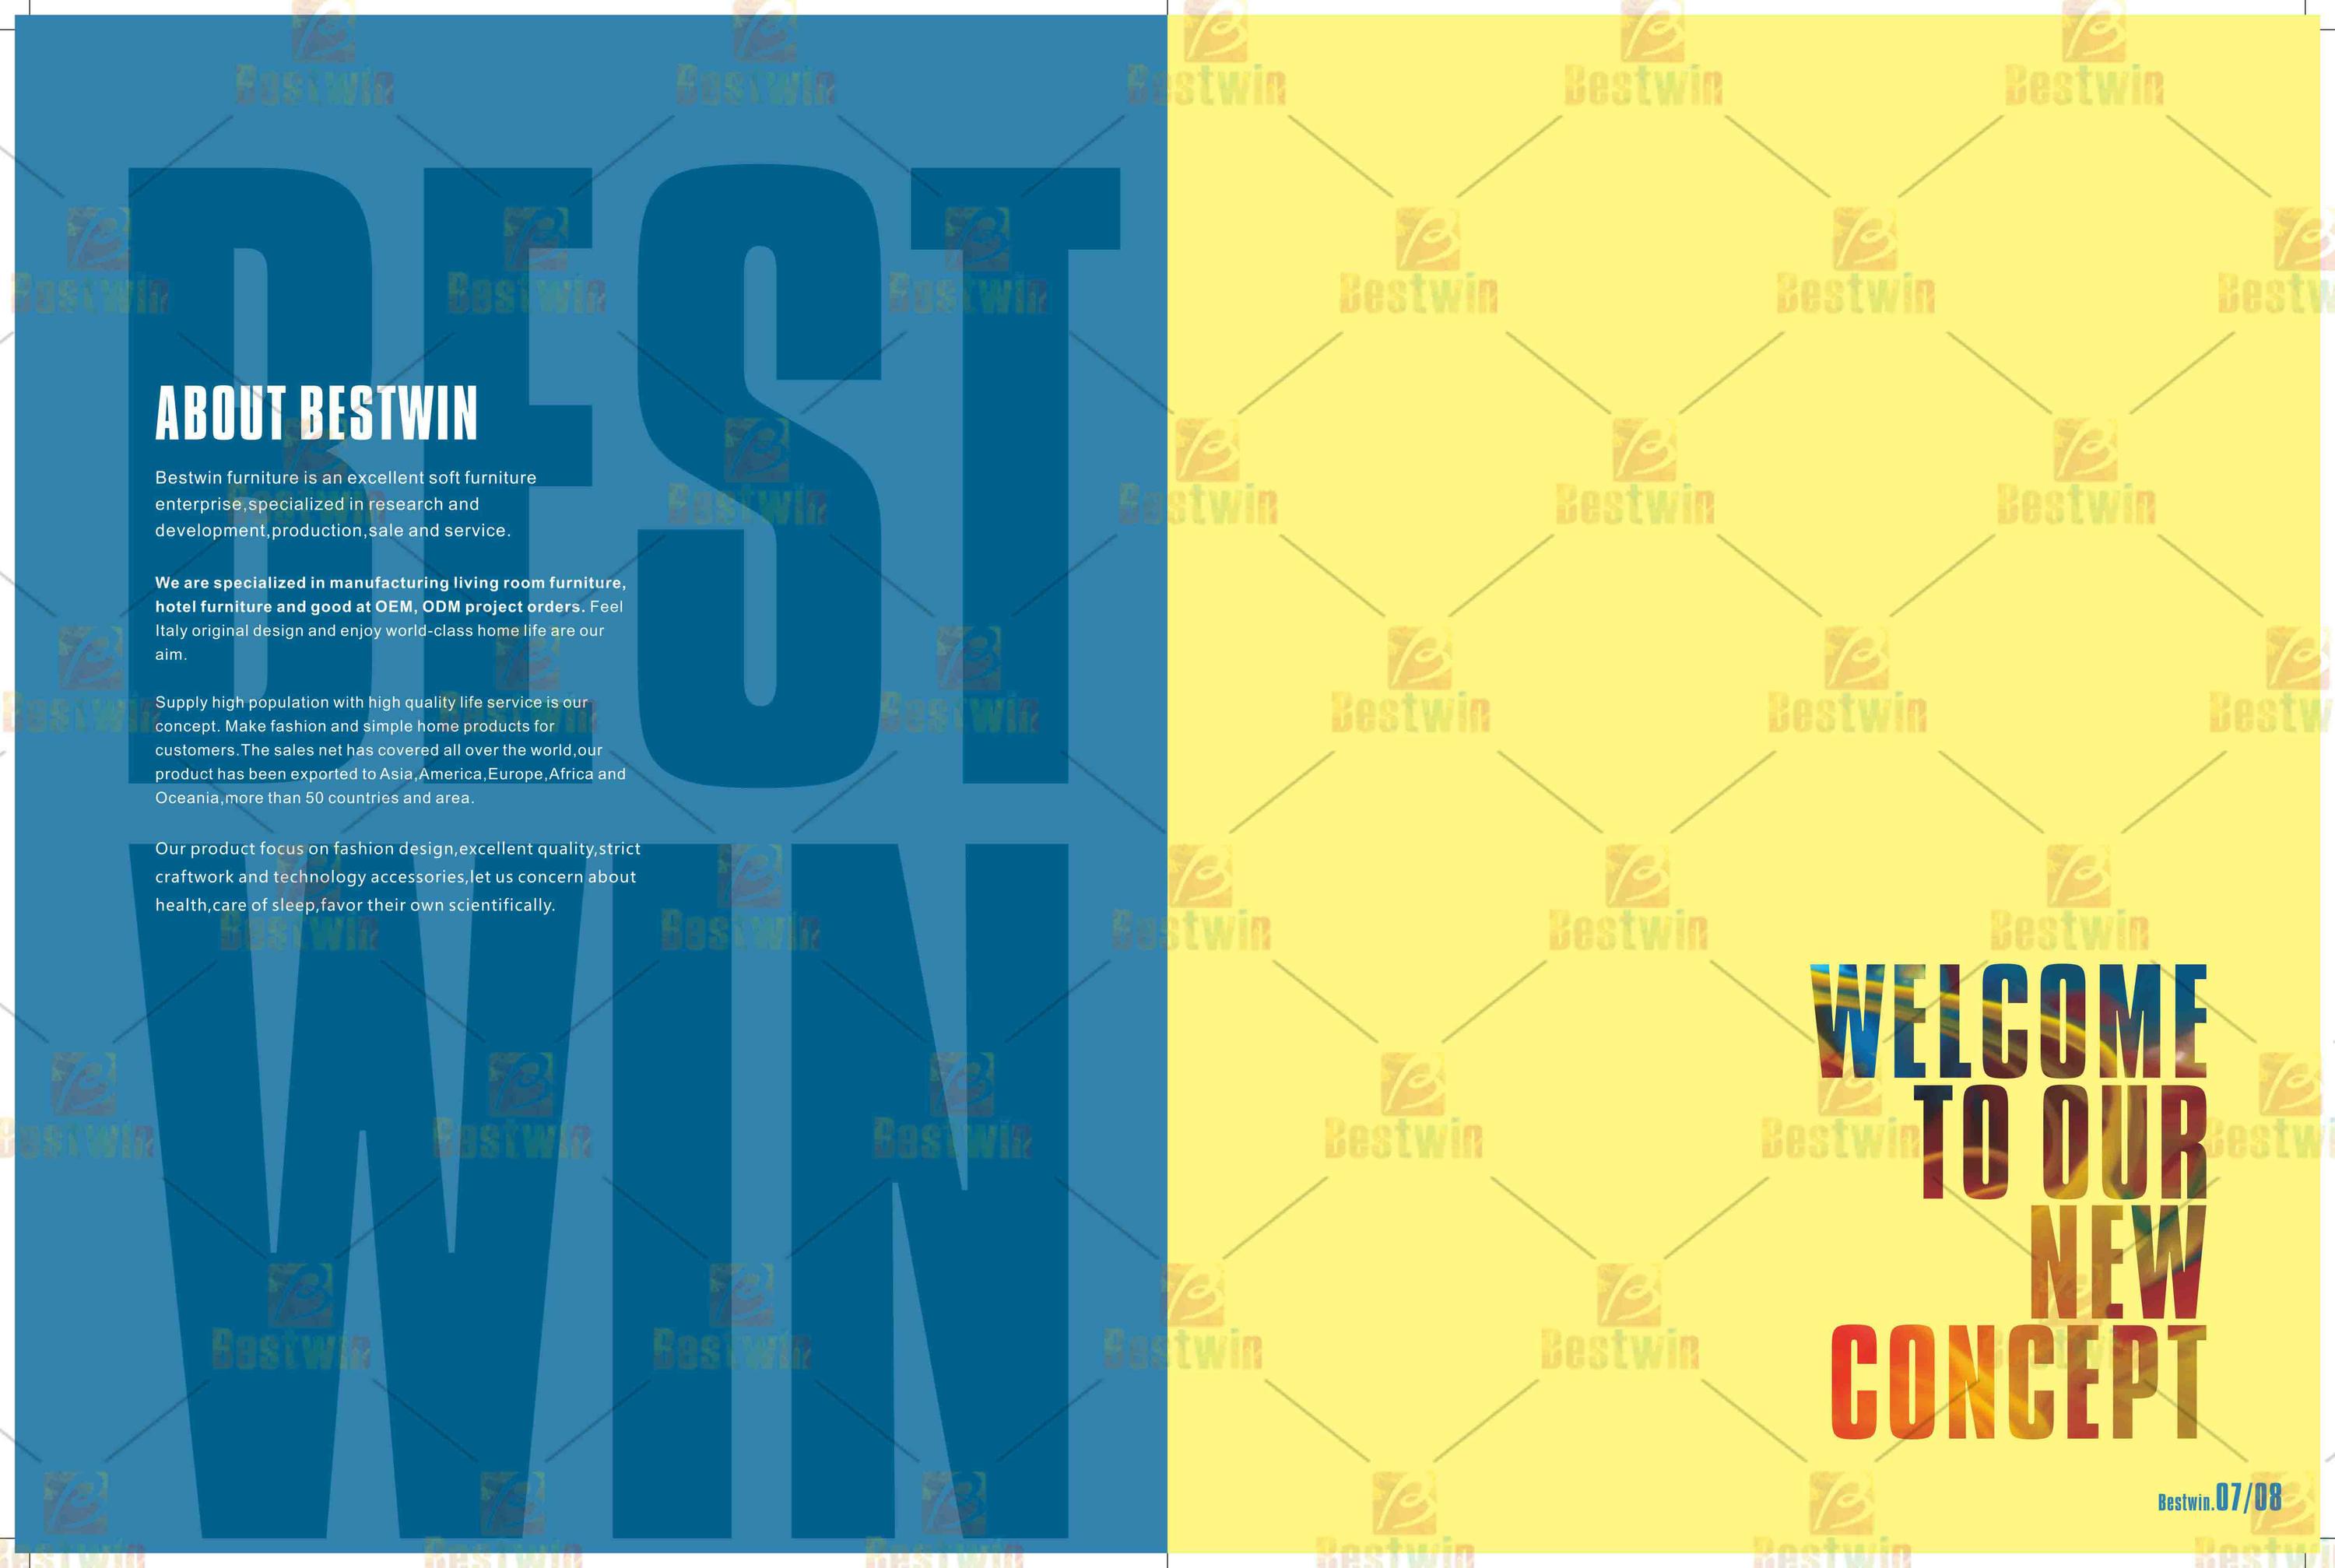 BEST
WIN
ABOUT BESTWIN
Bestwin furniture is an excellent soft furniture
enterprise,specialized in research and
development,production,sale and service.
We are specialized in manufacturing living room furniture,
hotel furniture and good at OEM, ODM project orders. Feel
Italy original design and enjoy world-class home life are our
aim.
Supply high population with high quality life service is our
concept. Make fashion and simple home products for
customers.The sales net has covered all over the world,our
product has been exported to Asia,America,Europe,Africa and
Oceania,more than 50 countries and area.
Our product focus on fashion design,excellent quality,strict
craftwork and technology accessories,let us concern about
health,care of sleep,favor their own scientifically.
WELCOME
TO OUR
NEW
CONCEPT
Bestwin.07/08
Bestwin